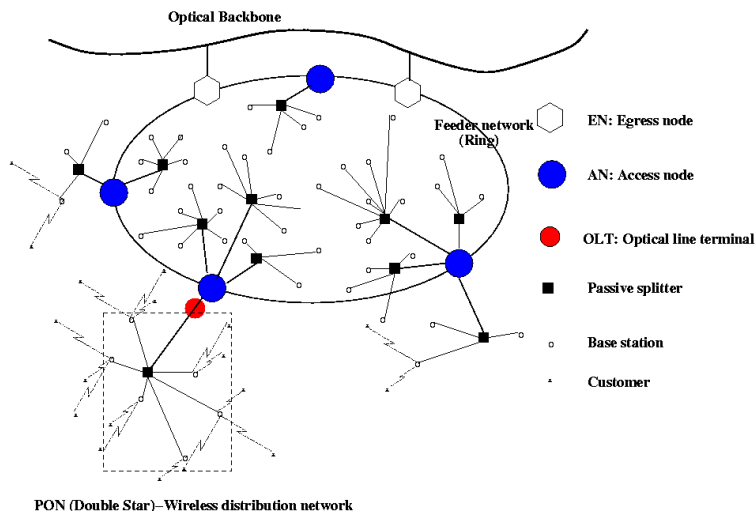 Optical Backbone
Feeder network
(Ring)
EN: Egress node
AN: Access node
OLT: Optical line terminal
Passive splitter
Base station
Customer
PON (Double Star)−Wireless distribution network